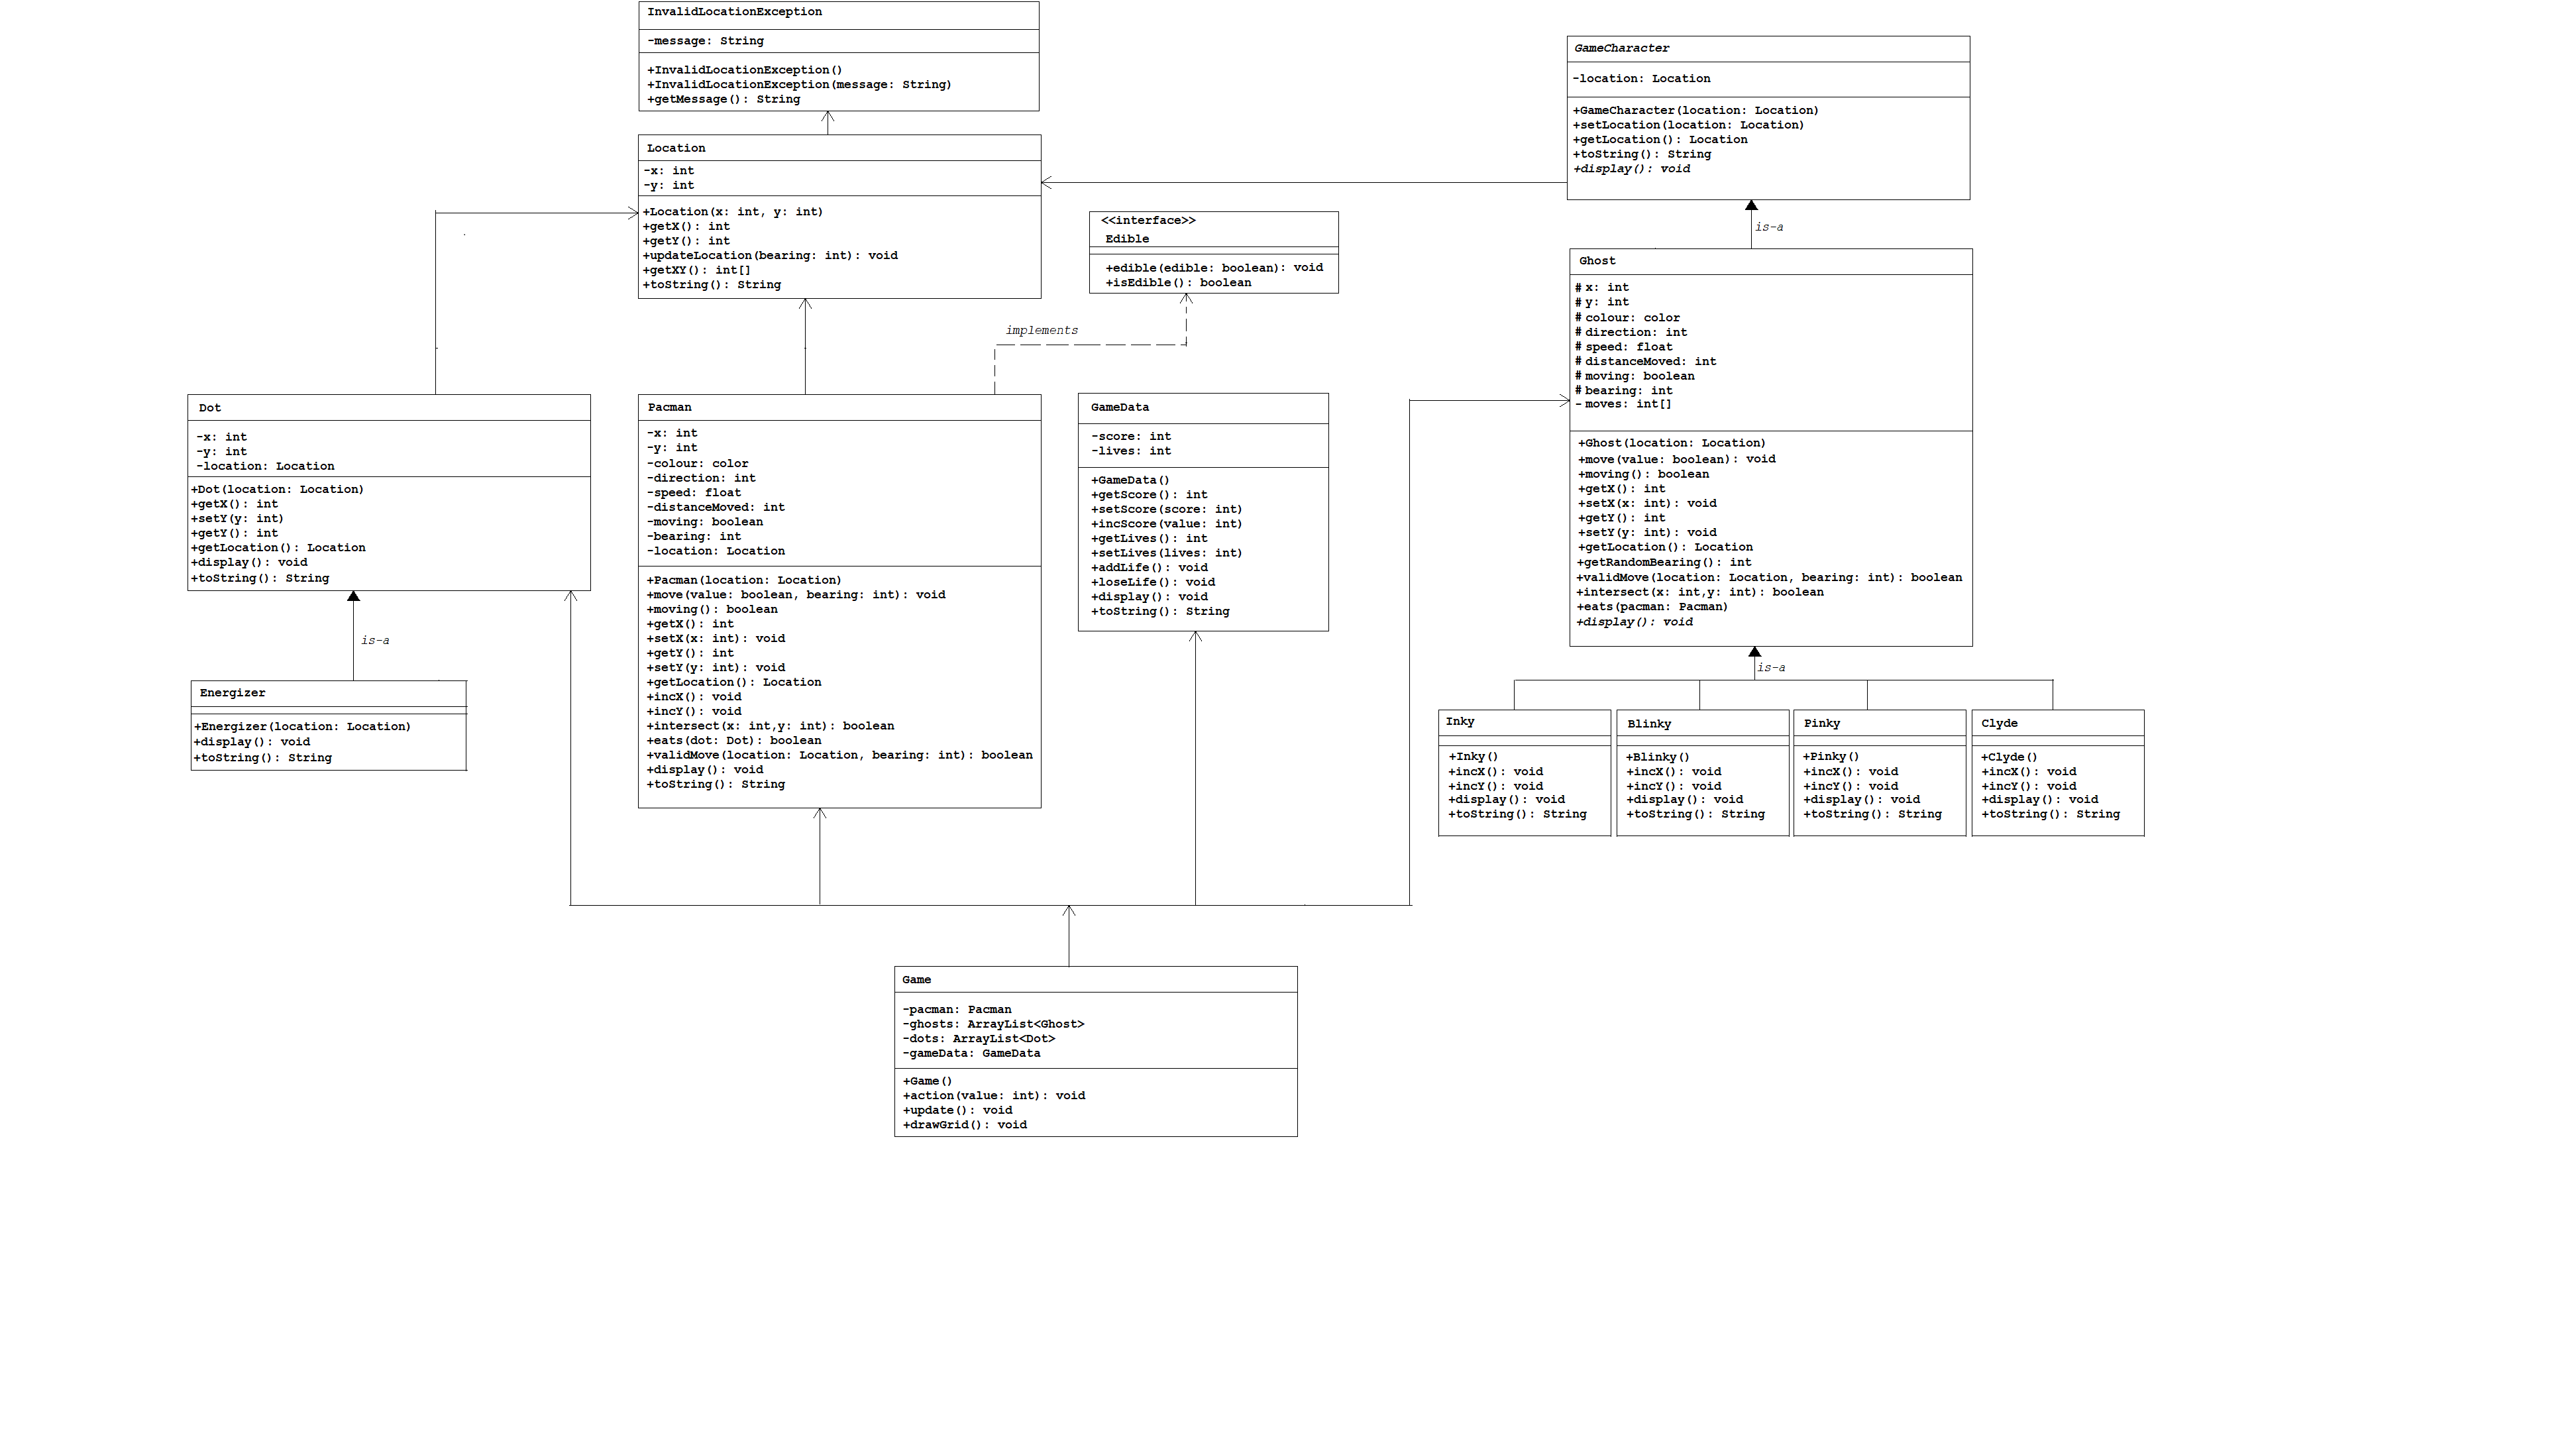 InvalidLocationException
-message: String
+InvalidLocationException()
+InvalidLocationException(message: String)
+getMessage(): String
GameCharacter
-location: Location
+GameCharacter(location: Location)
+setLocation(location: Location)
+getLocation(): Location
+toString(): String
+display(): void
Location
-x: int
-y: int
+Location(x: int, y: int)
+getX(): int
+getY(): int
+updateLocation(bearing: int): void
+getXY(): int[]
+toString(): String
<<interface>>
Edible
+edible(edible: boolean): void
+isEdible(): boolean
is-a
implements
Ghost
# x: int
# y: int
# colour: color
# direction: int
# speed: float
# distanceMoved: int
# moving: boolean
# bearing: int
- moves: int[]
+Ghost(location: Location)
+move(value: boolean): void
+moving(): boolean
+getX(): int
+setX(x: int): void
+getY(): int
+setY(y: int): void
+getLocation(): Location
+getRandomBearing(): int
+validMove(location: Location, bearing: int): boolean
+intersect(x: int,y: int): boolean
+eats(pacman: Pacman)
+display(): void
Dot
-x: int
-y: int
-location: Location
+Dot(location: Location)
+getX(): int
+setY(y: int)
+getY(): int
+getLocation(): Location
+display(): void
+toString(): String
Pacman
-x: int
-y: int
-colour: color
-direction: int
-speed: float
-distanceMoved: int
-moving: boolean
-bearing: int
-location: Location
+Pacman(location: Location)
+move(value: boolean, bearing: int): void
+moving(): boolean
+getX(): int
+setX(x: int): void
+getY(): int
+setY(y: int): void
+getLocation(): Location
+incX(): void
+incY(): void
+intersect(x: int,y: int): boolean
+eats(dot: Dot): boolean
+validMove(location: Location, bearing: int): boolean
+display(): void
+toString(): String
GameData
-score: int
-lives: int
+GameData()
+getScore(): int
+setScore(score: int)
+incScore(value: int)
+getLives(): int
+setLives(lives: int)
+addLife(): void
+loseLife(): void
+display(): void
+toString(): String
is-a
Energizer
+Energizer(location: Location)
+display(): void
+toString(): String
is-a
Inky
+Inky()
+incX(): void
+incY(): void
+display(): void
+toString(): String
Blinky
+Blinky()
+incX(): void
+incY(): void
+display(): void
+toString(): String
Pinky
+Pinky()
+incX(): void
+incY(): void
+display(): void
+toString(): String
Clyde
+Clyde()
+incX(): void
+incY(): void
+display(): void
+toString(): String
Game
-pacman: Pacman
-ghosts: ArrayList<Ghost>
-dots: ArrayList<Dot>
-gameData: GameData
+Game()
+action(value: int): void
+update(): void
+drawGrid(): void